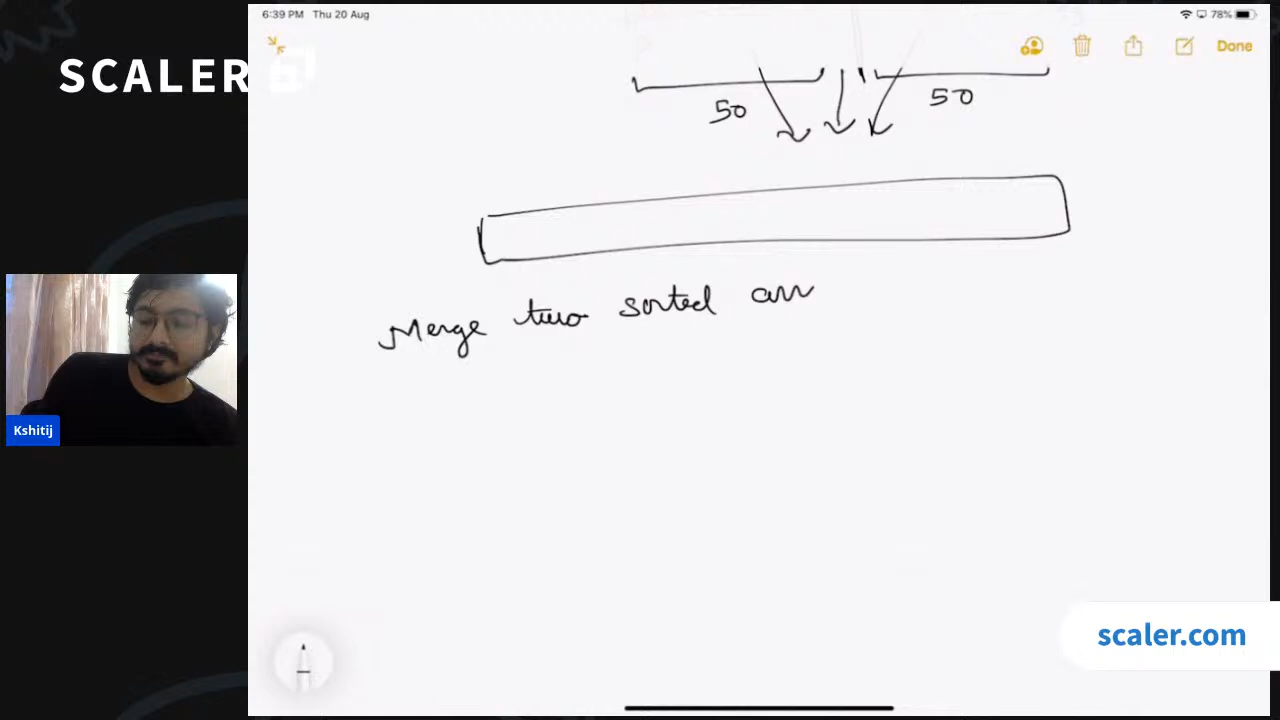 6:39 PM Thu 20 Aug
78%
SCALER
Done
50 50
Merge two sorted arr
Kshitij
scaler.com